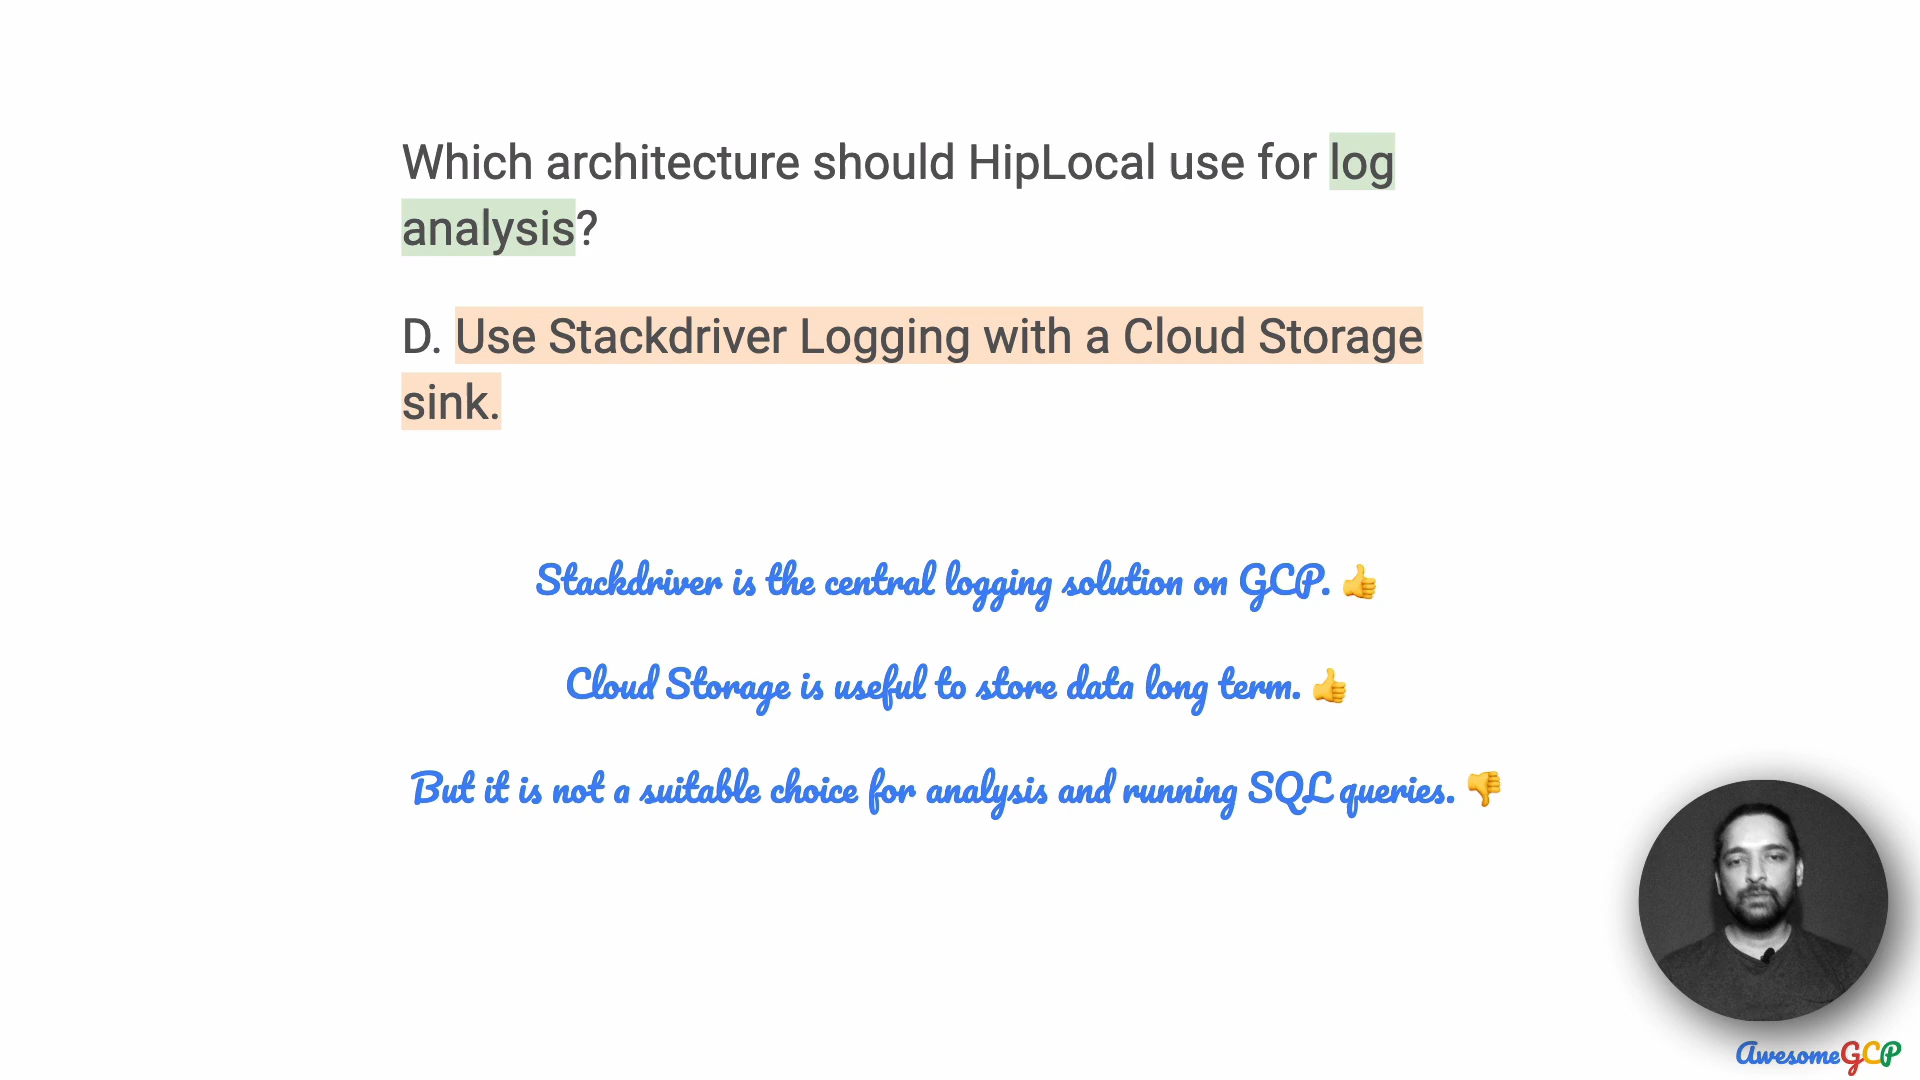 Which architecture should HipLocal use for log
analysis?
D. Use Stackdriver Logging with a Cloud Storage
sink.
Stackdriver is the central logging solution on GCP. 👍
Cloud Storage is useful to store data long term. 👍
But it is not a suitable choice for analysis and running SQL queries. 👎
AwesomeGCP